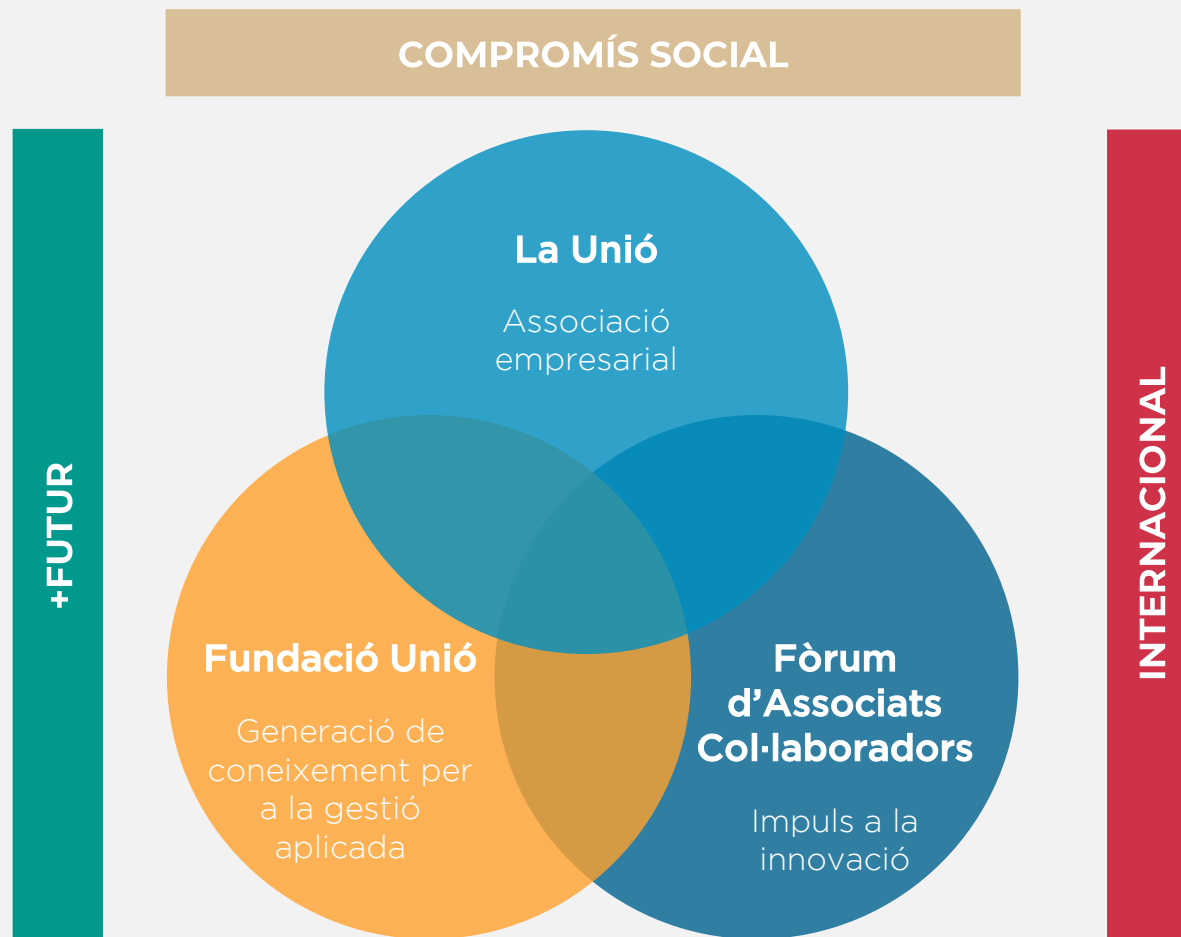 COMPROMÍS SOCIAL
+FUTUR
La Unió
Associació
empresarial
Fundació Unió
Generació de
coneixement per
a la gestió
aplicada
Fòrum
d’Associats
Col·laboradors
Impuls a la
innovació
INTERNACIONAL